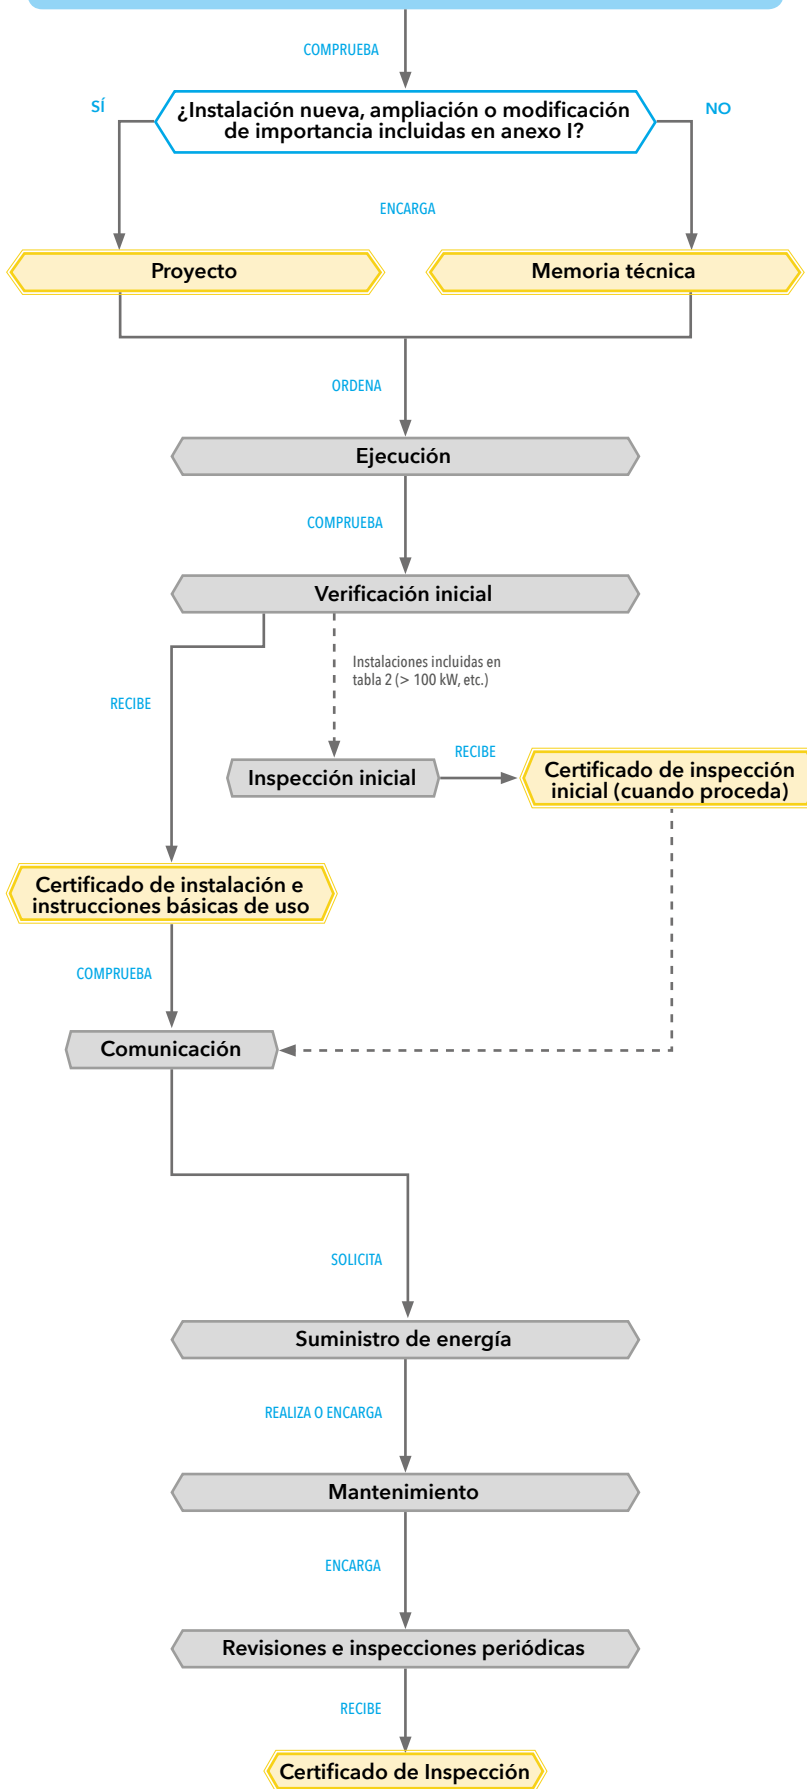 COMPRUEBA
SÍ
¿Instalación nueva, ampliación o modificación
de importancia incluidas en anexo I?
NO
ENCARGA
Proyecto
Memoria técnica
ORDENA
Ejecución
COMPRUEBA
Verificación inicial
Instalaciones incluidas en
tabla 2 (> 100 kW, etc.)
RECIBE
RECIBE
Inspección inicial
Certificado de inspección
inicial (cuando proceda)
Certificado de instalación e
instrucciones básicas de uso
COMPRUEBA
Comunicación
SOLICITA
Suministro de energía
REALIZA O ENCARGA
Mantenimiento
ENCARGA
Revisiones e inspecciones periódicas
RECIBE
Certificado de Inspección